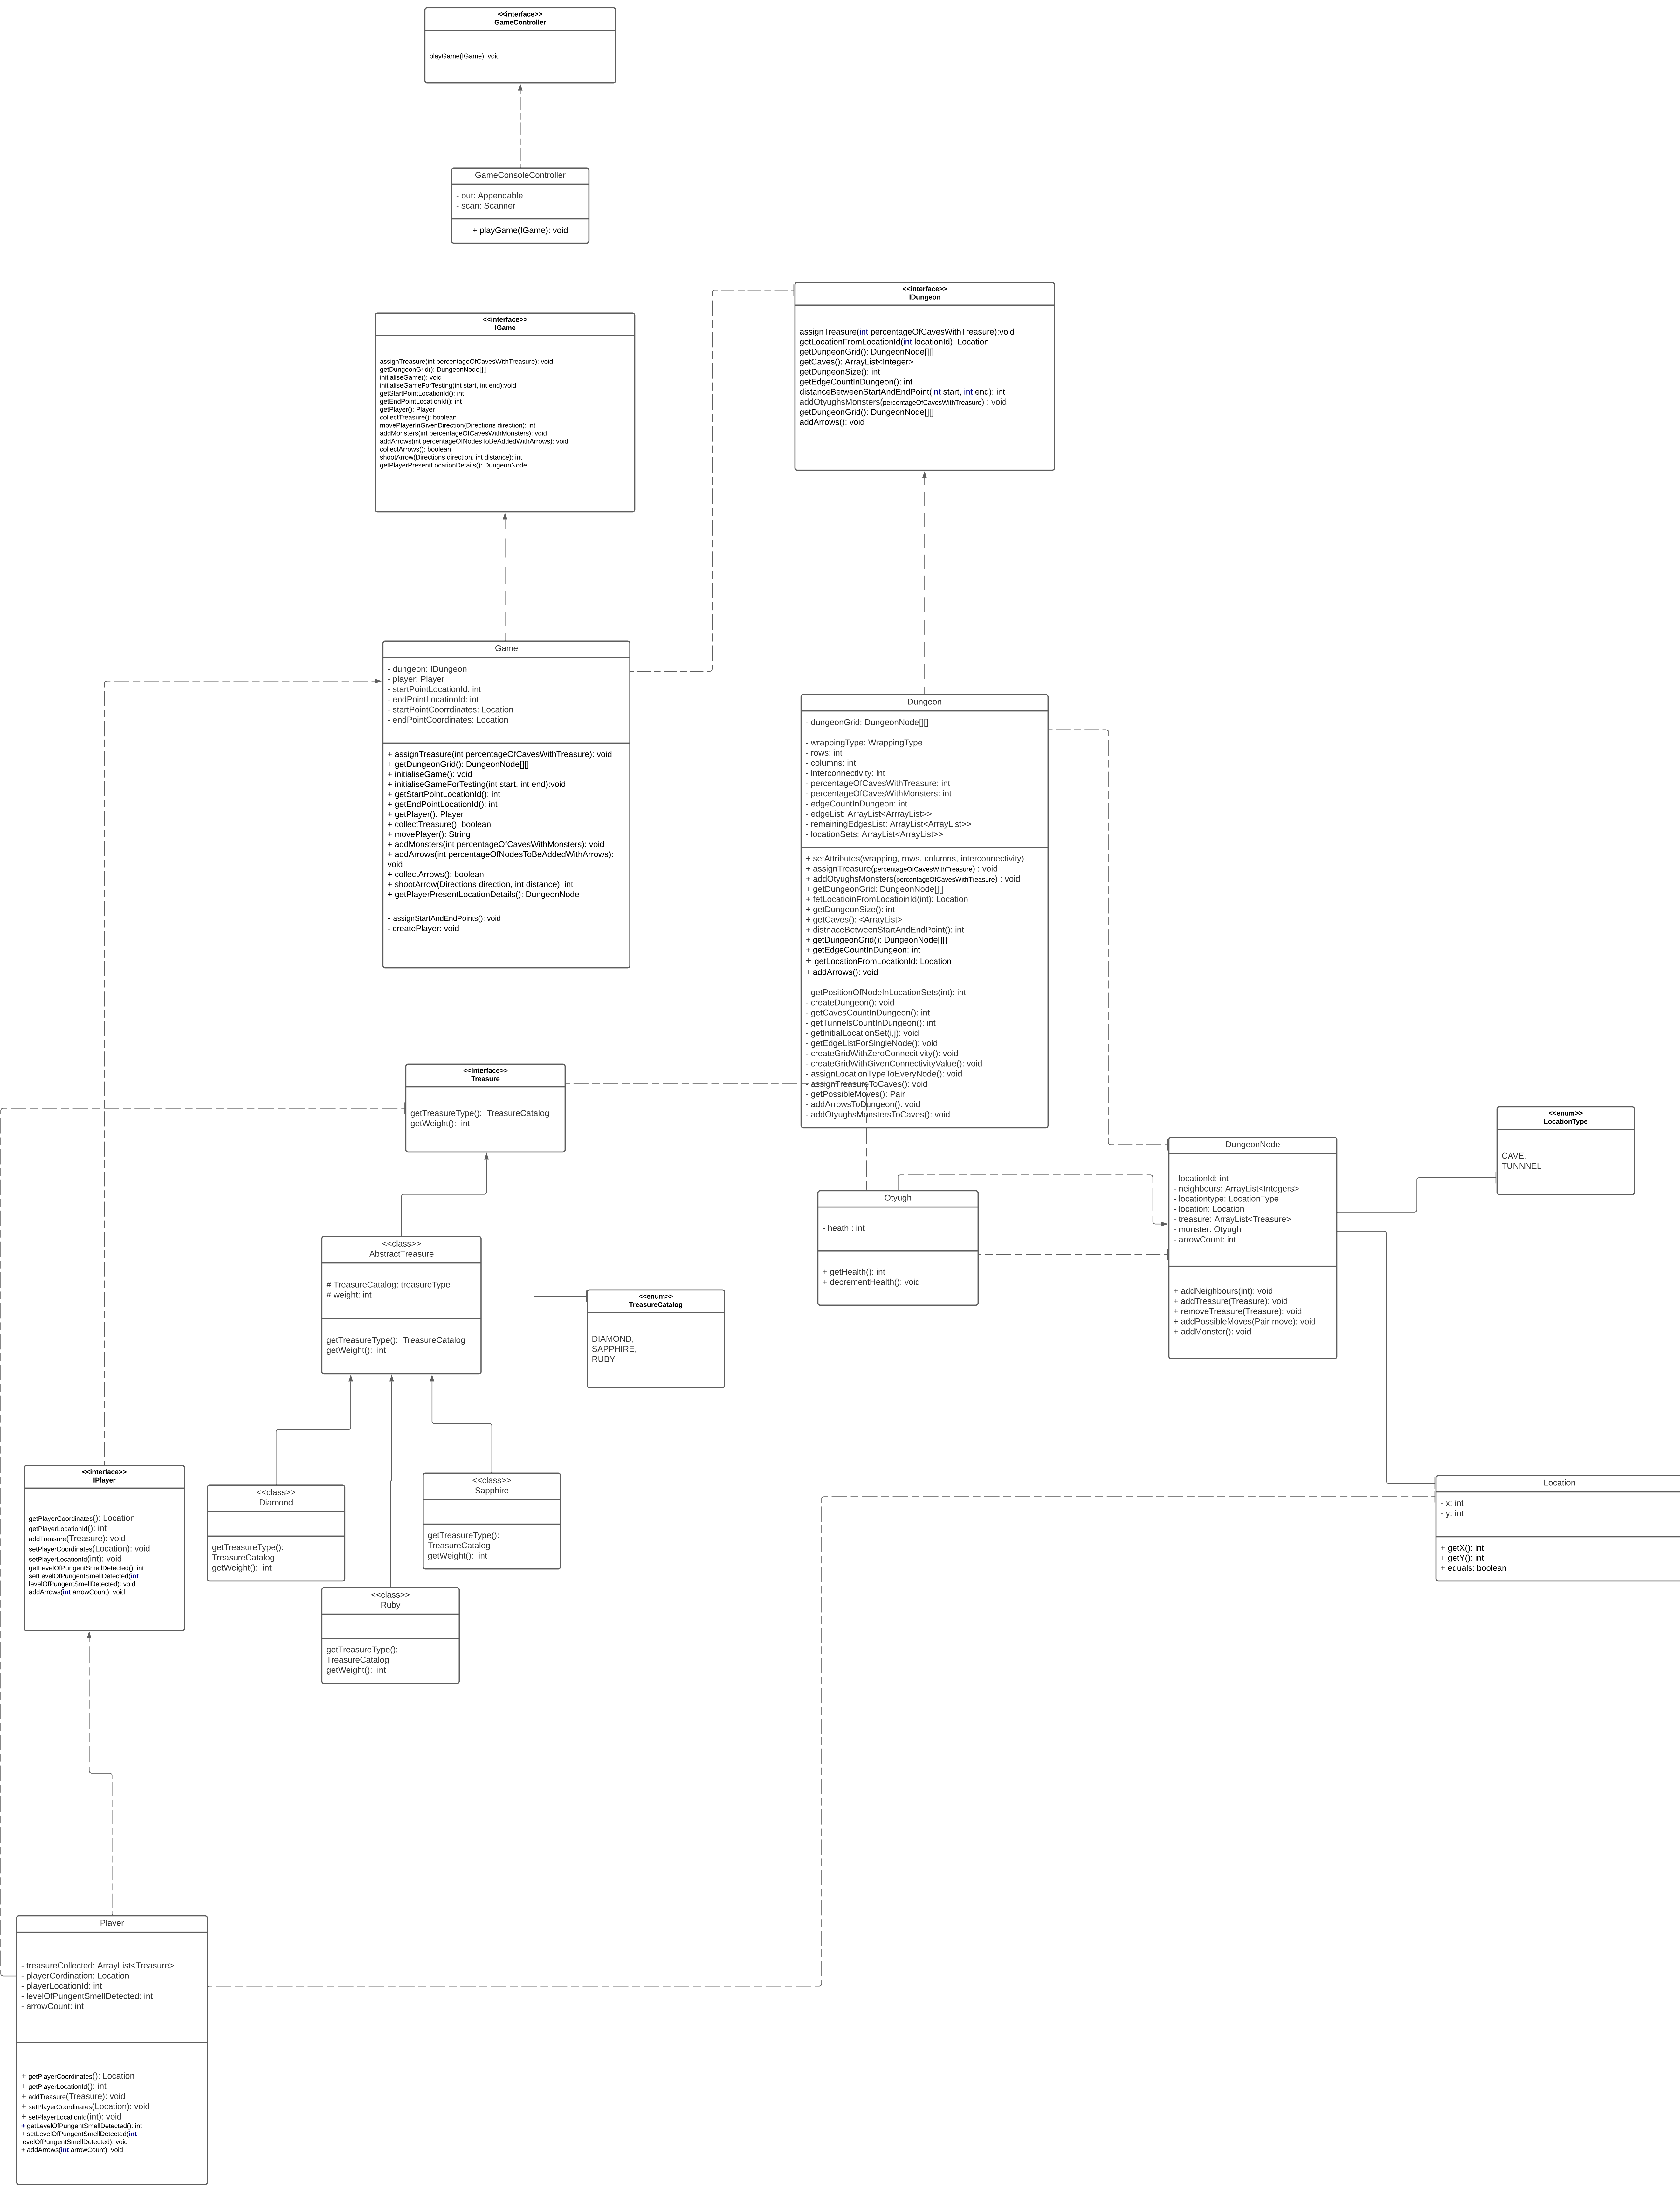 <<interface>>
GameController
playGame(IGame): void
GameConsoleController
- out: Appendable
- scan: Scanner
+ playGame(IGame): void
<<interface>>
IDungeon
assignTreasure(int percentageOfCavesWithTreasure):void
getLocationFromLocationId(int locationId): Location
getDungeonGrid(): DungeonNode[][]
getCaves(): ArrayList<Integer>
getDungeonSize(): int
getEdgeCountInDungeon(): int
distanceBetweenStartAndEndPoint(int start, int end): int
addOtyughsMonsters(percentageOfCavesWithTreasure) : void
getDungeonGrid(): DungeonNode[][]
addArrows(): void
<<interface>>
IGame
assignTreasure(int percentageOfCavesWithTreasure): void
getDungeonGrid(): DungeonNode[][]
initialiseGame(): void
initialiseGameForTesting(int start, int end):void
getStartPointLocationId(): int
getEndPointLocationId(): int
getPlayer(): Player
collectTreasure(): boolean
movePlayerInGivenDirection(Directions direction): int
addMonsters(int percentageOfCavesWithMonsters): void
addArrows(int percentageOfNodesToBeAddedWithArrows): void
collectArrows(): boolean
shootArrow(Directions direction, int distance): int
getPlayerPresentLocationDetails(): DungeonNode
Game
- dungeon: IDungeon
- player: Player
- startPointLocationId: int
- endPointLocationId: int
- startPointCoorrdinates: Location
- endPointCoordinates: Location
+ assignTreasure(int percentageOfCavesWithTreasure): void
+ getDungeonGrid(): DungeonNode[][]
+ initialiseGame(): void
+ initialiseGameForTesting(int start, int end):void
+ getStartPointLocationId(): int
+ getEndPointLocationId(): int
+ getPlayer(): Player
+ collectTreasure(): boolean
+ movePlayer(): String
+ addMonsters(int percentageOfCavesWithMonsters): void
+ addArrows(int percentageOfNodesToBeAddedWithArrows):
void
+ collectArrows(): boolean
+ shootArrow(Directions direction, int distance): int
+ getPlayerPresentLocationDetails(): DungeonNode
- assignStartAndEndPoints(): void
- createPlayer: void
Dungeon
- dungeonGrid: DungeonNode[][]
- wrappingType: WrappingType
- rows: int
- columns: int
- interconnectivity: int
- percentageOfCavesWithTreasure: int
- percentageOfCavesWithMonsters: int
- edgeCountInDungeon: int
- edgeList: ArrayList<ArrrayList>>
- remainingEdgesList: ArrayList<ArrayList>>
- locationSets: ArrayList<ArrayList>>
+ setAttributes(wrapping, rows, columns, interconnectivity)
+ assignTreasure(percentageOfCavesWithTreasure) : void
+ addOtyughsMonsters(percentageOfCavesWithTreasure) : void
+ getDungeonGrid: DungeonNode[][]
+ fetLocatioinFromLocatioinId(int): Location
+ getDungeonSize(): int
+ getCaves(): <ArrayList>
+ distnaceBetweenStartAndEndPoint(): int
+ getDungeonGrid(): DungeonNode[][]
+ getEdgeCountInDungeon: int
+ getLocationFromLocationId: Location
+ addArrows(): void
- getPositionOfNodeInLocationSets(int): int
- createDungeon(): void
- getCavesCountInDungeon(): int
- getTunnelsCountInDungeon(): int
- getInitialLocationSet(i,j): void
- getEdgeListForSingleNode(): void
- createGridWithZeroConnecitivity(): void
- createGridWithGivenConnectivityValue(): void
- assignLocationTypeToEveryNode(): void
- assignTreasureToCaves(): void
- getPossibleMoves(): Pair
- addArrowsToDungeon(): void
- addOtyughsMonstersToCaves(): void
<<interface>>
Treasure
getTreasureType(): TreasureCatalog
getWeight(): int
<<enum>>
LocationType
CAVE,
TUNNNEL
DungeonNode
- locationId: int
- neighbours: ArrayList<Integers>
- locationtype: LocationType
- location: Location
- treasure: ArrayList<Treasure>
- monster: Otyugh
- arrowCount: int
+ addNeighbours(int): void
+ addTreasure(Treasure): void
+ removeTreasure(Treasure): void
+ addPossibleMoves(Pair move): void
+ addMonster(): void
Otyugh
- heath : int
+ getHealth(): int
+ decrementHealth(): void
<<class>>
AbstractTreasure
# TreasureCatalog: treasureType
# weight: int
getTreasureType(): TreasureCatalog
getWeight(): int
<<enum>>
TreasureCatalog
DIAMOND,
SAPPHIRE,
RUBY
<<interface>>
IPlayer
getPlayerCoordinates(): Location
getPlayerLocationId(): int
addTreasure(Treasure): void
setPlayerCoordinates(Location): void
setPlayerLocationId(int): void
getLevelOfPungentSmellDetected(): int
setLevelOfPungentSmellDetected(int
levelOfPungentSmellDetected): void
addArrows(int arrowCount): void
<<class>>
Diamond
getTreasureType():
TreasureCatalog
getWeight(): int
<<class>>
Sapphire
getTreasureType():
TreasureCatalog
getWeight(): int
<<class>>
Ruby
getTreasureType():
TreasureCatalog
getWeight(): int
Location
- x: int
- y: int
+ getX(): int
+ getY(): int
+ equals: boolean
Player
- treasureCollected: ArrayList<Treasure>
- playerCordination: Location
- playerLocationId: int
- levelOfPungentSmellDetected: int
- arrowCount: int
+ getPlayerCoordinates(): Location
+ getPlayerLocationId(): int
+ addTreasure(Treasure): void
+ setPlayerCoordinates(Location): void
+ setPlayerLocationId(int): void
+ getLevelOfPungentSmellDetected(): int
+ setLevelOfPungentSmellDetected(int
levelOfPungentSmellDetected): void
+ addArrows(int arrowCount): void